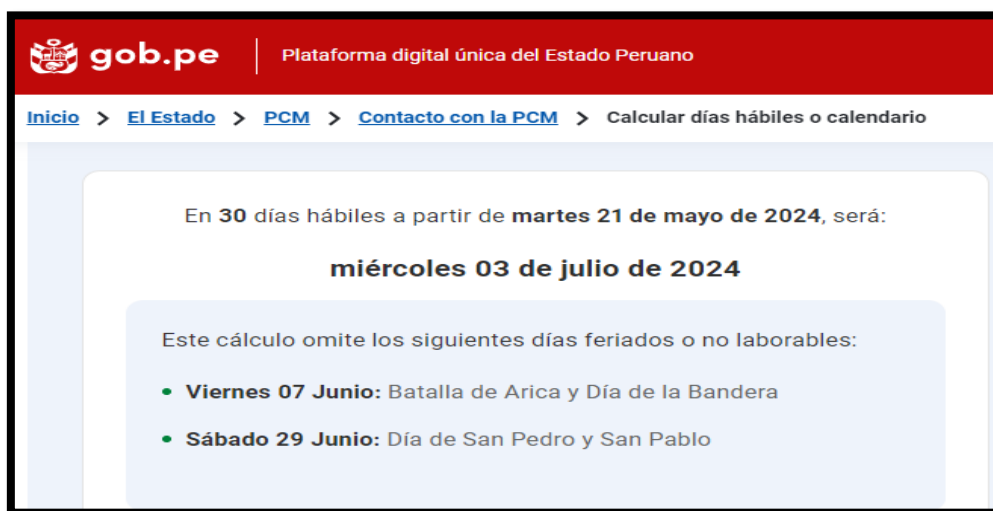 gob.pe
Plataforma digital única del Estado Peruano
Inicio > El Estado > PCM > Contacto con la PCM > Calcular días hábiles o calendario
En 30 días hábiles a partir de martes 21 de mayo de 2024, será:
miércoles 03 de julio de 2024
Este cálculo omite los siguientes días feriados o no laborables:
• Viernes 07 Junio: Batalla de Arica y Día de la Bandera
• Sábado 29 Junio: Día de San Pedro y San Pablo